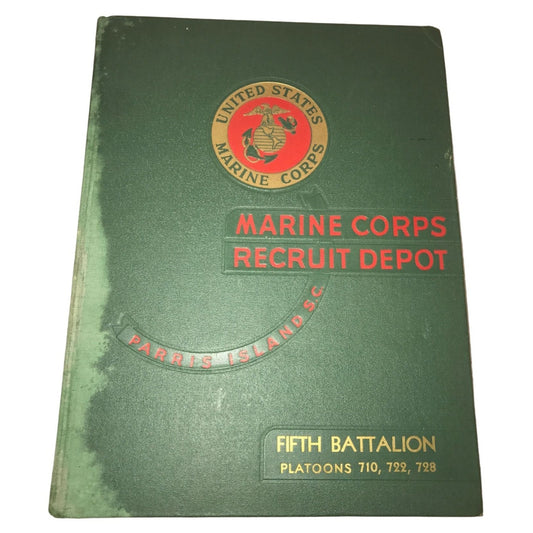 UNITED STATES
MARINE CORPS
MARINE CORPS
RECRUIT DEPOT
PARRIS ISLAND S.C.
FIFTH BATTALION
PLATOONS 710, 722, 728